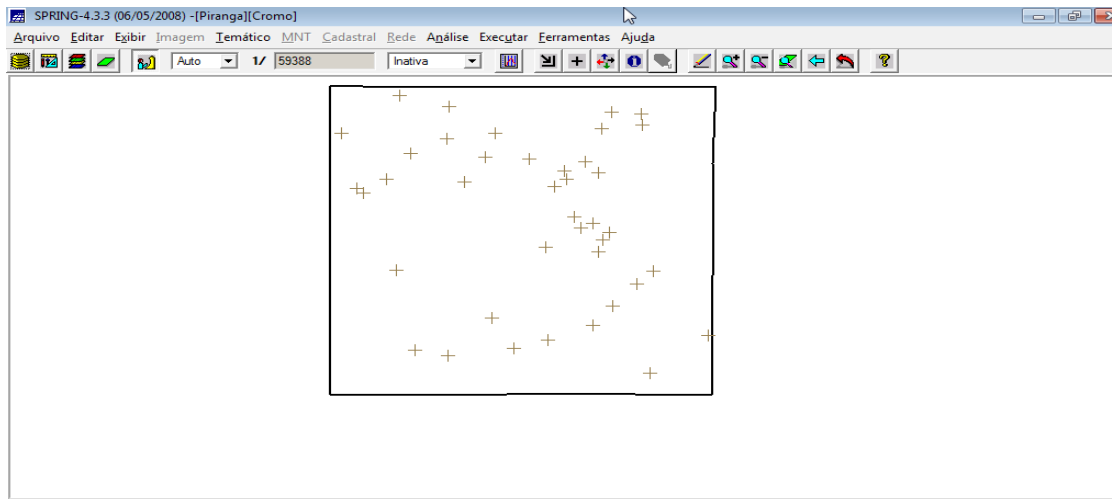 SPRING-4.3.3 (06/05/2008) -[Piranga][Cromo]
Arquivo Editar Exibir Imagem Temático MNT Cadastral Rede Análise Executar Ferramentas Ajuda
Auto 1/ 59388 Inativa